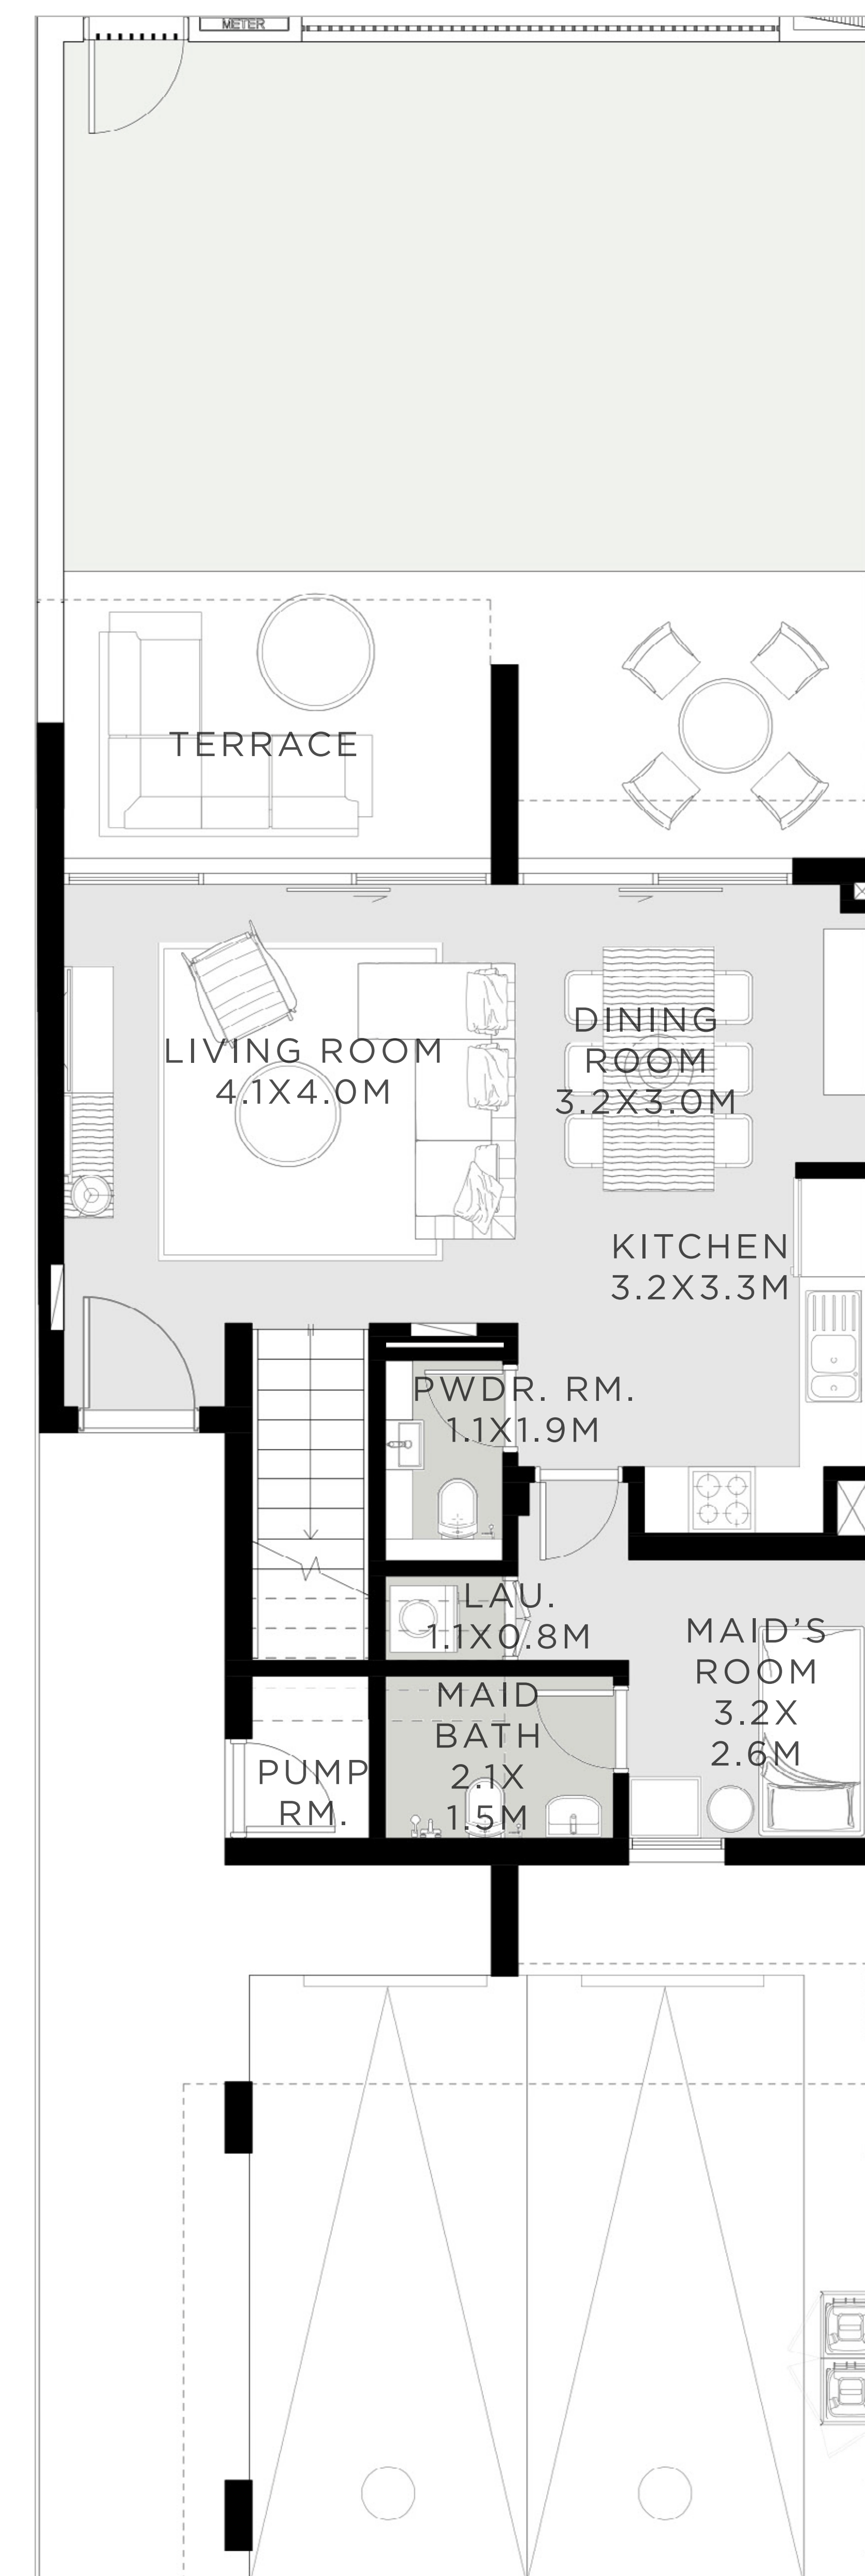 METER
TERRACE
LIVING ROOM
4.1X4.0M
DINING
ROOM
3.2X3.0M
KITCHEN
3.2X3.3M
PWDR. RM.
1.1X1.9M
LAU.
1.1X0.8M
MAID'S
ROOM
3.2X
2.6M
MAID
BATH
2.1X
1.5M
PUMP
RM.